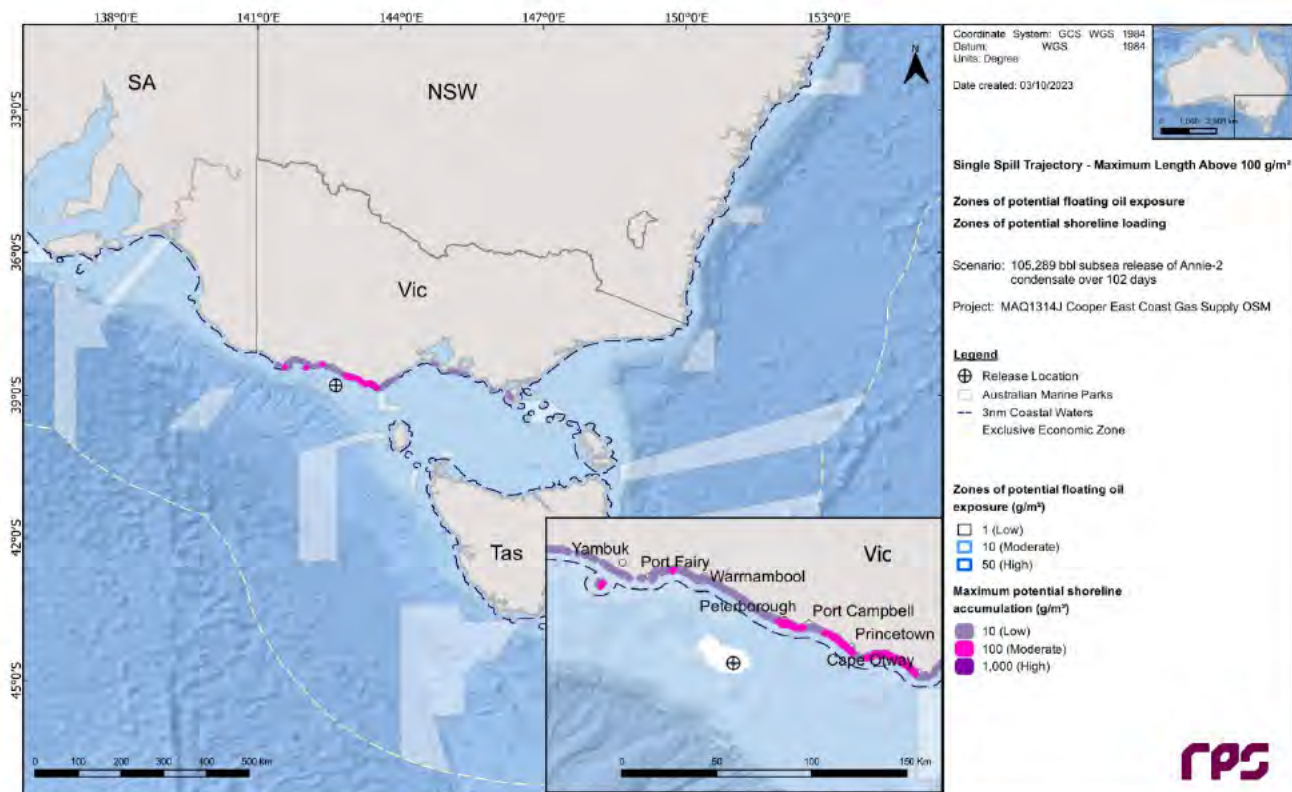 138°0'E 141°0'E 144°0'E 147°0'E 150°0'E 153°0'E
33°0'S
36°0'S
39°0'S
42°0'S
45°0'S
SA
NSW
Vic
Tas
N
0 100 200 300 400 500 Km
Vic
Yambuk
Port Fairy
Warrnambool
Peterborough
Port Campbell
Princetown
Cape Otway
0 50 100 150 Km
Coordinate System: GCS WGS 1984
Datum: WGS 1984
Units: Degree
Date created: 03/10/2023
Single Spill Trajectory - Maximum Length Above 100 g/m²
Zones of potential floating oil exposure
Zones of potential shoreline loading
Scenario: 105,289 bbl subsea release of Annie-2
condensate over 102 days
Project: MAQ1314J Cooper East Coast Gas Supply OSM
Legend
Release Location
Australian Marine Parks
3nm Coastal Waters
Exclusive Economic Zone
Zones of potential floating oil
exposure (g/m²)
1 (Low)
10 (Moderate)
50 (High)
Maximum potential shoreline
accumulation (g/m²)
10 (Low)
100 (Moderate)
1,000 (High)
rps